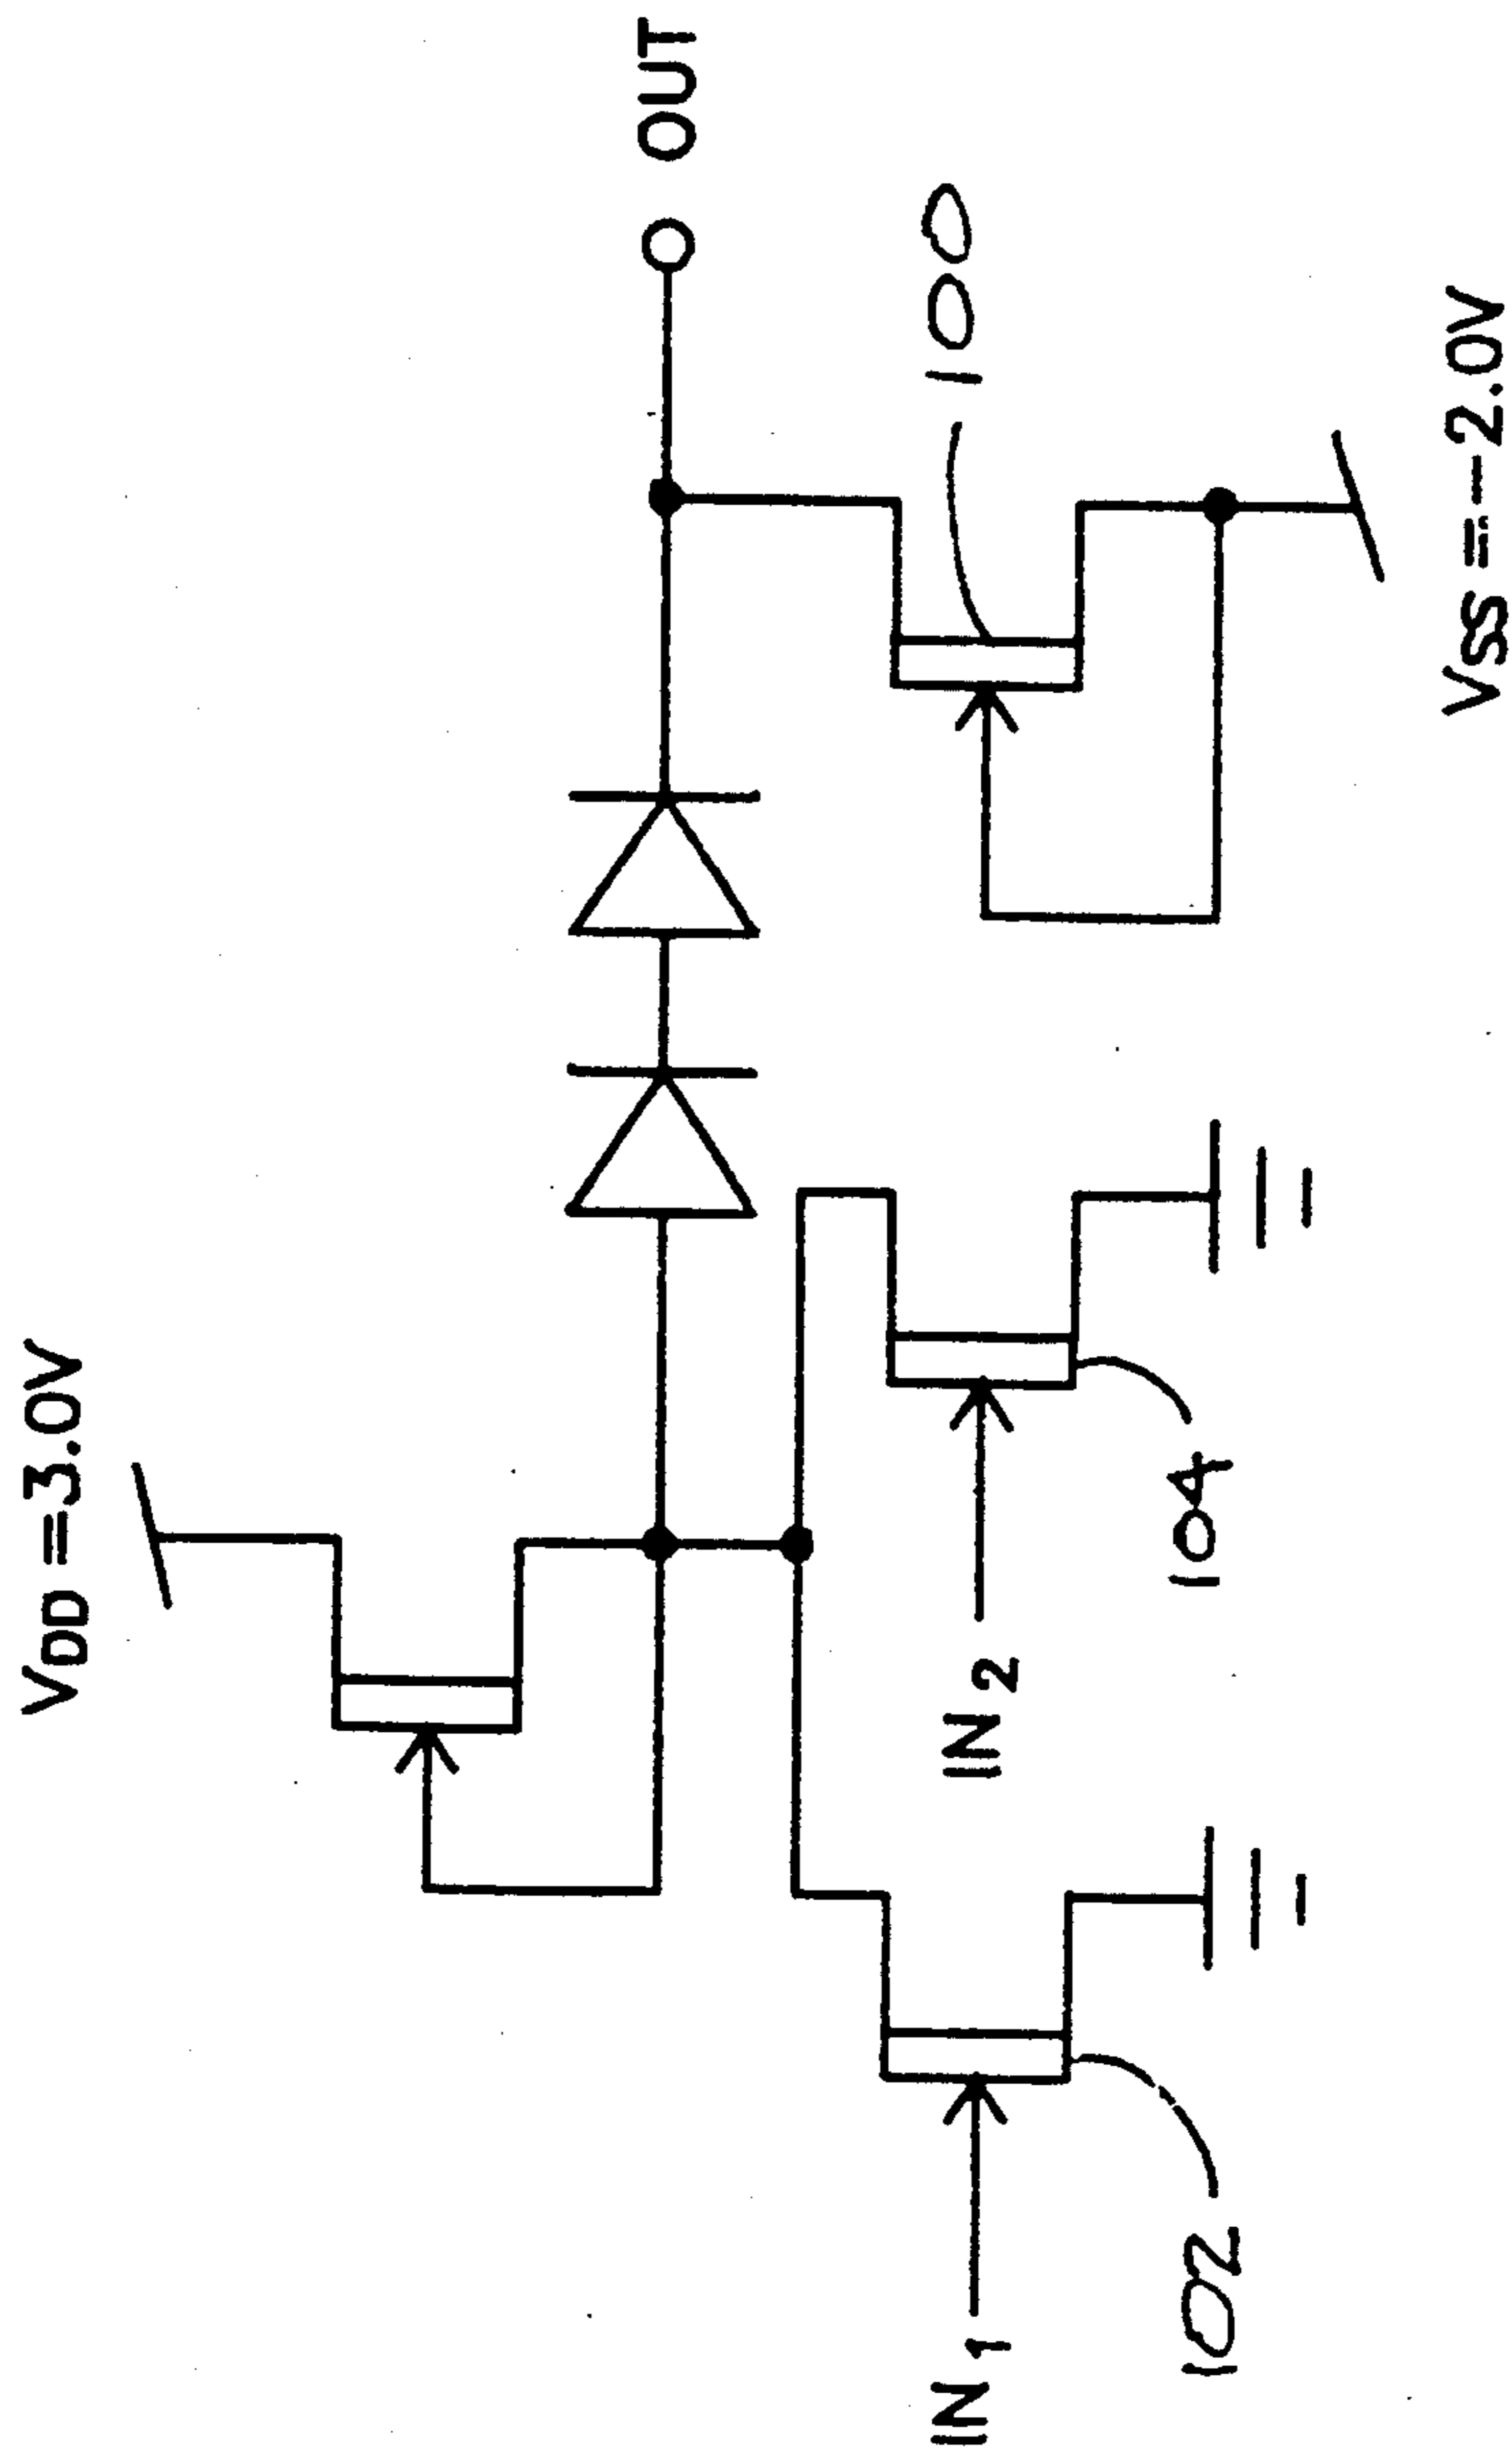 VDD = 3.0V
OUT
100
IN2
104
IN1
102
VSS = -2.0V